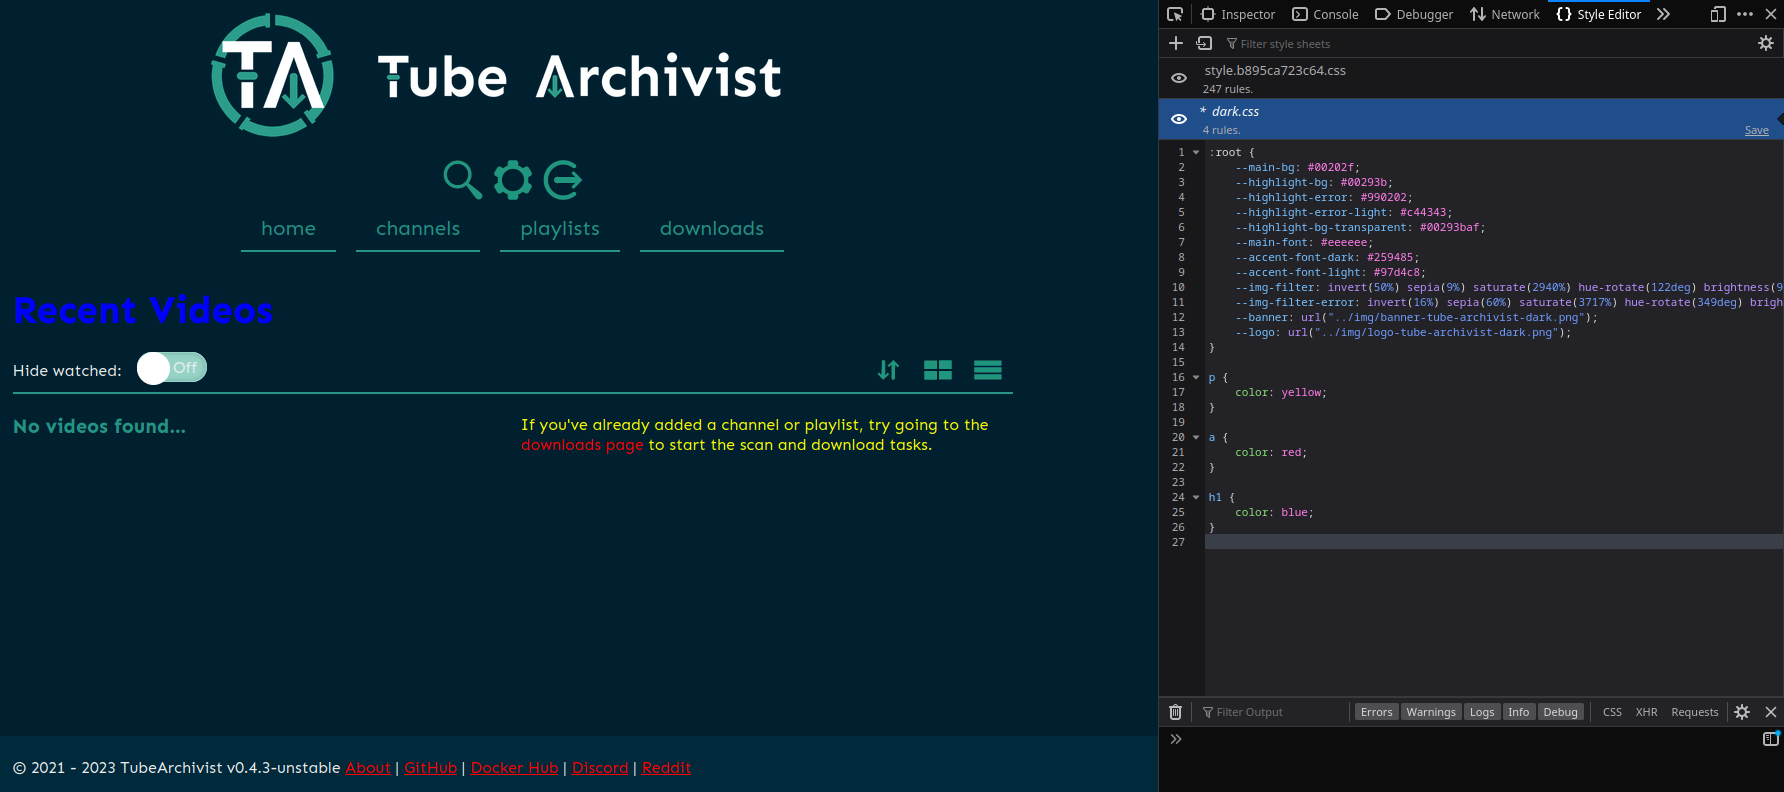 TA
Tube Archivist
home channels playlists downloads
Recent Videos
Hide watched: Off
No videos found...
If you've already added a channel or playlist, try going to the
downloads page to start the scan and download tasks.
© 2021 - 2023 TubeArchivist v0.4.3-unstable About | GitHub | Docker Hub | Discord | Reddit
Inspector Console Debugger Network {} Style Editor
Filter style sheets
style.b895ca723c64.css
247 rules.
* dark.css
4 rules. Save
1 :root {
2 --main-bg: #00202f;
3 --highlight-bg: #00293b;
4 --highlight-error: #990202;
5 --highlight-error-light: #c44343;
6 --highlight-bg-transparent: #00293baf;
7 --main-font: #eeeeee;
8 --accent-font-dark: #259485;
9 --accent-font-light: #97d4c8;
10 --img-filter: invert(50%) sepia(9%) saturate(2940%) hue-rotate(122deg) brightness(9
11 --img-filter-error: invert(16%) sepia(60%) saturate(3717%) hue-rotate(349deg) brigh
12 --banner: url("../img/banner-tube-archivist-dark.png");
13 --logo: url("../img/logo-tube-archivist-dark.png");
14 }
15
16 p {
17 color: yellow;
18 }
19
20 a {
21 color: red;
22 }
23
24 h1 {
25 color: blue;
26 }
27
Filter Output Errors Warnings Logs Info Debug CSS XHR Requests